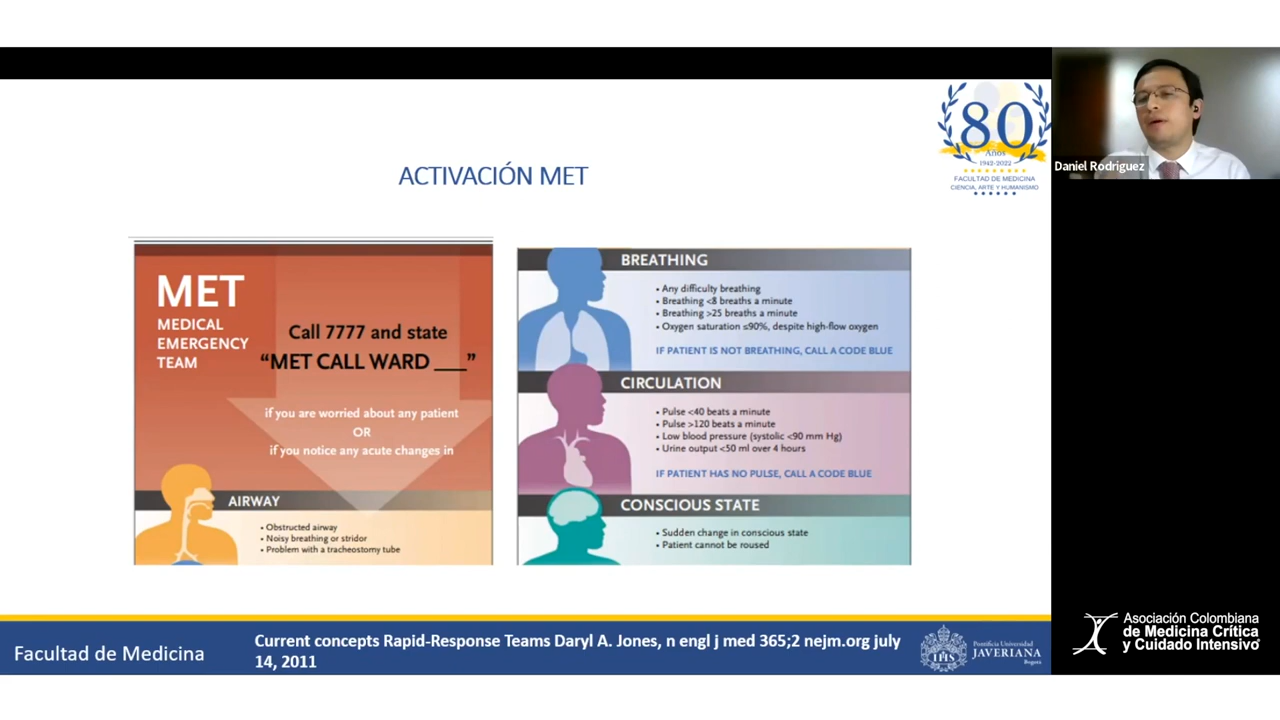 80
Años
1942-2022
FACULTAD DE MEDICINA
CIENCIA, ARTE Y HUMANISMO
Daniel Rodriguez
ACTIVACIÓN MET
MET
MEDICAL
EMERGENCY
TEAM
Call 7777 and state
“MET CALL WARD ___”
if you are worried about any patient
OR
if you notice any acute changes in
AIRWAY
• Obstructed airway
• Noisy breathing or stridor
• Problem with a tracheostomy tube
BREATHING
• Any difficulty breathing
• Breathing <8 breaths a minute
• Breathing >25 breaths a minute
• Oxygen saturation ≤90%, despite high-flow oxygen
IF PATIENT IS NOT BREATHING, CALL A CODE BLUE
CIRCULATION
• Pulse <40 beats a minute
• Pulse >120 beats a minute
• Low blood pressure (systolic <90 mm Hg)
• Urine output <50 ml over 4 hours
IF PATIENT HAS NO PULSE, CALL A CODE BLUE
CONSCIOUS STATE
• Sudden change in conscious state
• Patient cannot be roused
Facultad de Medicina
Current concepts Rapid-Response Teams Daryl A. Jones, n engl j med 365;2 nejm.org july
14, 2011
Pontificia Universidad
JAVERIANA
Bogotá
Asociación Colombiana
de Medicina Crítica
y Cuidado Intensivo